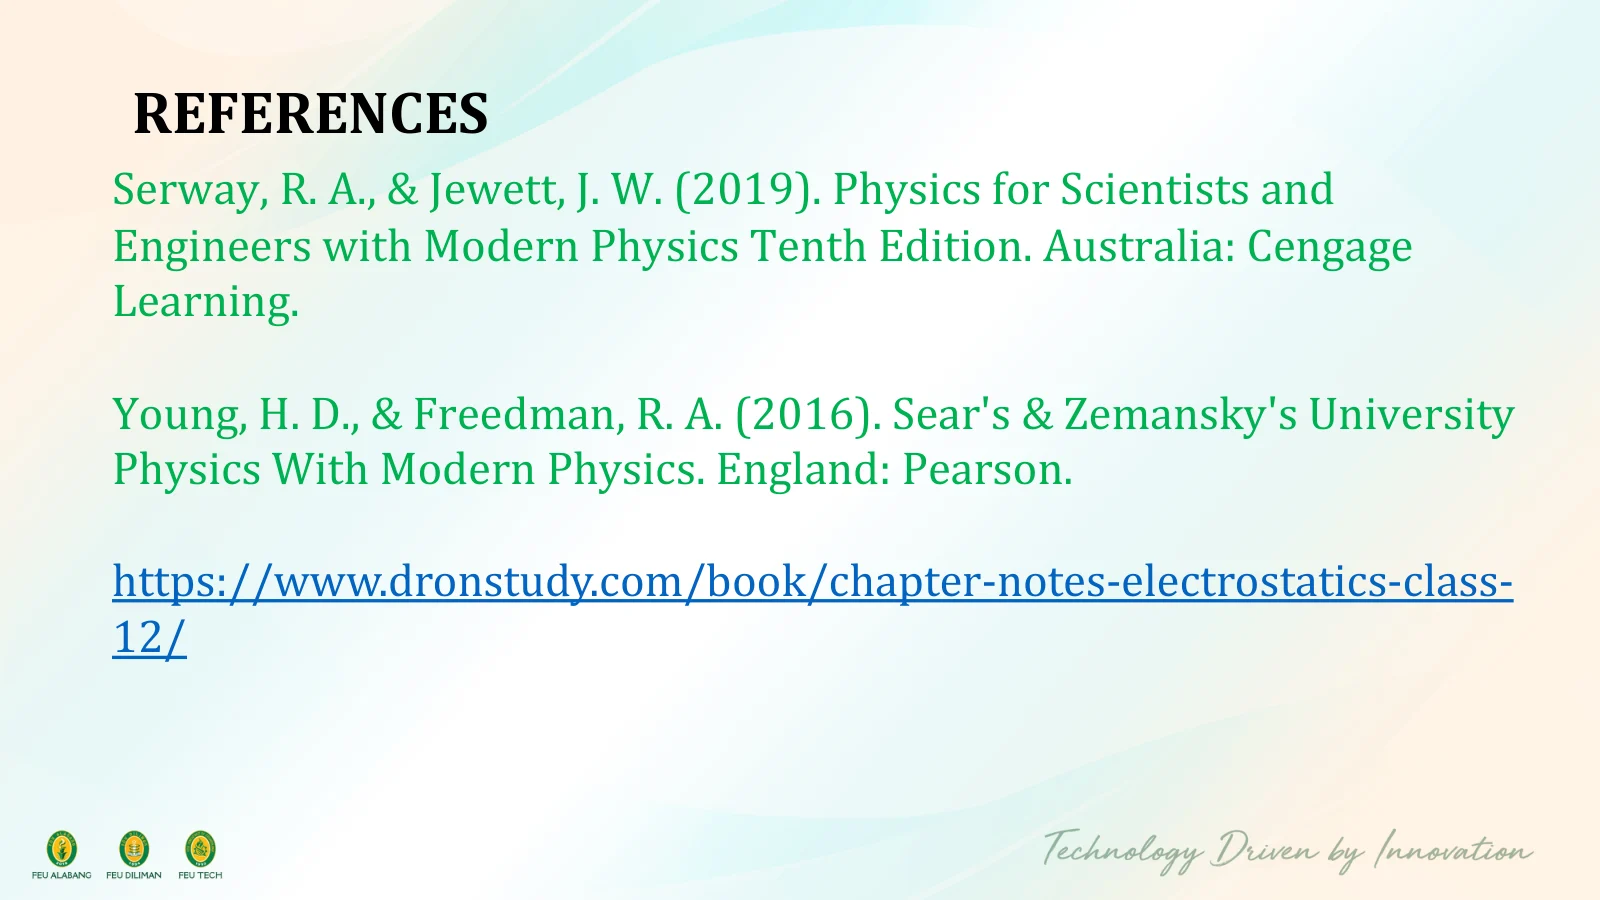 REFERENCES
Serway, R. A., & Jewett, J. W. (2019). Physics for Scientists and
Engineers with Modern Physics Tenth Edition. Australia: Cengage
Learning.
Young, H. D., & Freedman, R. A. (2016). Sear's & Zemansky's University
Physics With Modern Physics. England: Pearson.
https://www.dronstudy.com/book/chapter-notes-electrostatics-class-
12/
FEU ALABANG FEU DILIMAN FEU TECH
Technology Driven by Innovation